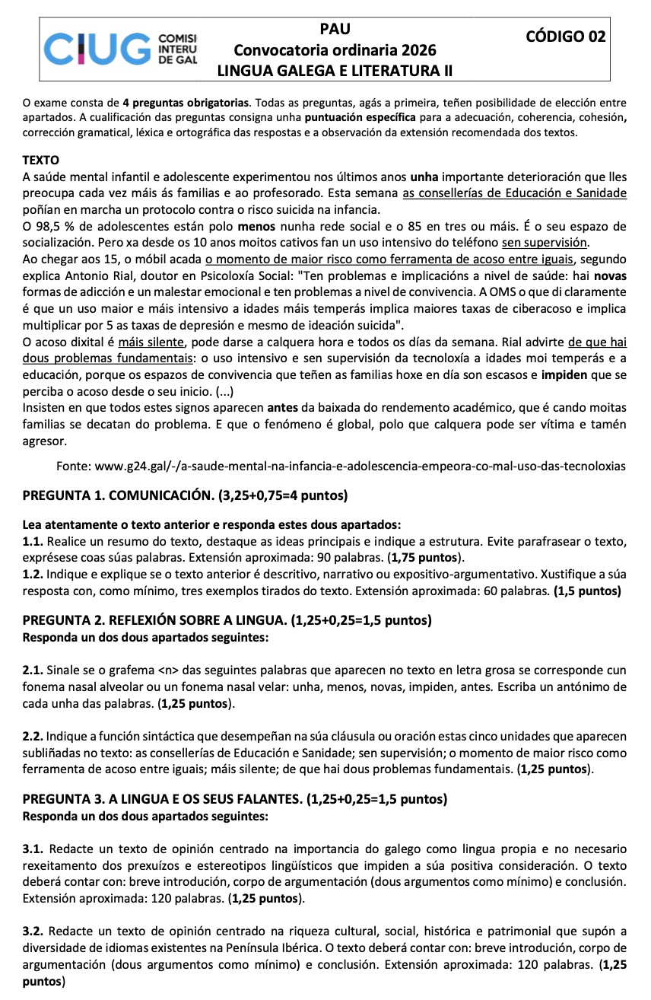 CIUG
COMISI
INTERU
DE GAL
PAU
Convocatoria ordinaria 2026
LINGUA GALEGA E LITERATURA II
CÓDIGO 02
O exame consta de 4 preguntas obrigatorias. Todas as preguntas, agás a primeira, teñen posibilidade de elección entre
apartados. A cualificación das preguntas consigna unha puntuación específica para a adecuación, coherencia, cohesión,
corrección gramatical, léxica e ortográfica das respostas e a observación da extensión recomendada dos textos.
TEXTO
A saúde mental infantil e adolescente experimentou nos últimos anos unha importante deterioración que lles
preocupa cada vez máis ás familias e ao profesorado. Esta semana as consellerías de Educación e Sanidade
poñían en marcha un protocolo contra o risco suicida na infancia.
O 98,5 % de adolescentes están polo menos nunha rede social e o 85 en tres ou máis. É o seu espazo de
socialización. Pero xa desde os 10 anos moitos cativos fan un uso intensivo do teléfono sen supervisión.
Ao chegar aos 15, o móbil acada o momento de maior risco como ferramenta de acoso entre iguais, segundo
explica Antonio Rial, doutor en Psicoloxía Social: "Ten problemas e implicacións a nivel de saúde: hai novas
formas de adicción e un malestar emocional e ten problemas a nivel de convivencia. A OMS o que di claramente
é que un uso maior e máis intensivo a idades máis temperás implica maiores taxas de ciberacoso e implica
multiplicar por 5 as taxas de depresión e mesmo de ideación suicida".
O acoso dixital é máis silente, pode darse a calquera hora e todos os días da semana. Rial advirte de que hai
dous problemas fundamentais: o uso intensivo e sen supervisión da tecnoloxía a idades moi temperás e a
educación, porque os espazos de convivencia que teñen as familias hoxe en día son escasos e impiden que se
perciba o acoso desde o seu inicio. (...)
Insisten en que todos estes signos aparecen antes da baixada do rendemento académico, que é cando moitas
familias se decatan do problema. E que o fenómeno é global, polo que calquera pode ser vítima e tamén
agresor.
Fonte: www.g24.gal/-/a-saude-mental-na-infancia-e-adolescencia-empeora-co-mal-uso-das-tecnoloxias
PREGUNTA 1. COMUNICACIÓN. (3,25+0,75=4 puntos)
Lea atentamente o texto anterior e responda estes dous apartados:
1.1. Realice un resumo do texto, destaque as ideas principais e indique a estrutura. Evite parafrasear o texto,
exprésese coas súas palabras. Extensión aproximada: 90 palabras. (1,75 puntos).
1.2. Indique e explique se o texto anterior é descritivo, narrativo ou expositivo-argumentativo. Xustifique a súa
resposta con, como mínimo, tres exemplos tirados do texto. Extensión aproximada: 60 palabras. (1,5 puntos)
PREGUNTA 2. REFLEXIÓN SOBRE A LINGUA. (1,25+0,25=1,5 puntos)
Responda un dos dous apartados seguintes:
2.1. Sinale se o grafema <n> das seguintes palabras que aparecen no texto en letra grosa se corresponde cun
fonema nasal alveolar ou un fonema nasal velar: unha, menos, novas, impiden, antes. Escriba un antónimo de
cada unha das palabras. (1,25 puntos).
2.2. Indique a función sintáctica que desempeñan na súa cláusula ou oración estas cinco unidades que aparecen
subliñadas no texto: as consellerías de Educación e Sanidade; sen supervisión; o momento de maior risco como
ferramenta de acoso entre iguais; máis silente; de que hai dous problemas fundamentais. (1,25 puntos).
PREGUNTA 3. A LINGUA E OS SEUS FALANTES. (1,25+0,25=1,5 puntos)
Responda un dos dous apartados seguintes:
3.1. Redacte un texto de opinión centrado na importancia do galego como lingua propia e no necesario
rexeitamento dos prexuízos e estereotipos lingüísticos que impiden a súa positiva consideración. O texto
deberá contar con: breve introdución, corpo de argumentación (dous argumentos como mínimo) e conclusión.
Extensión aproximada: 120 palabras. (1,25 puntos).
3.2. Redacte un texto de opinión centrado na riqueza cultural, social, histórica e patrimonial que supón a
diversidade de idiomas existentes na Península Ibérica. O texto deberá contar con: breve introdución, corpo de
argumentación (dous argumentos como mínimo) e conclusión. Extensión aproximada: 120 palabras. (1,25
puntos)